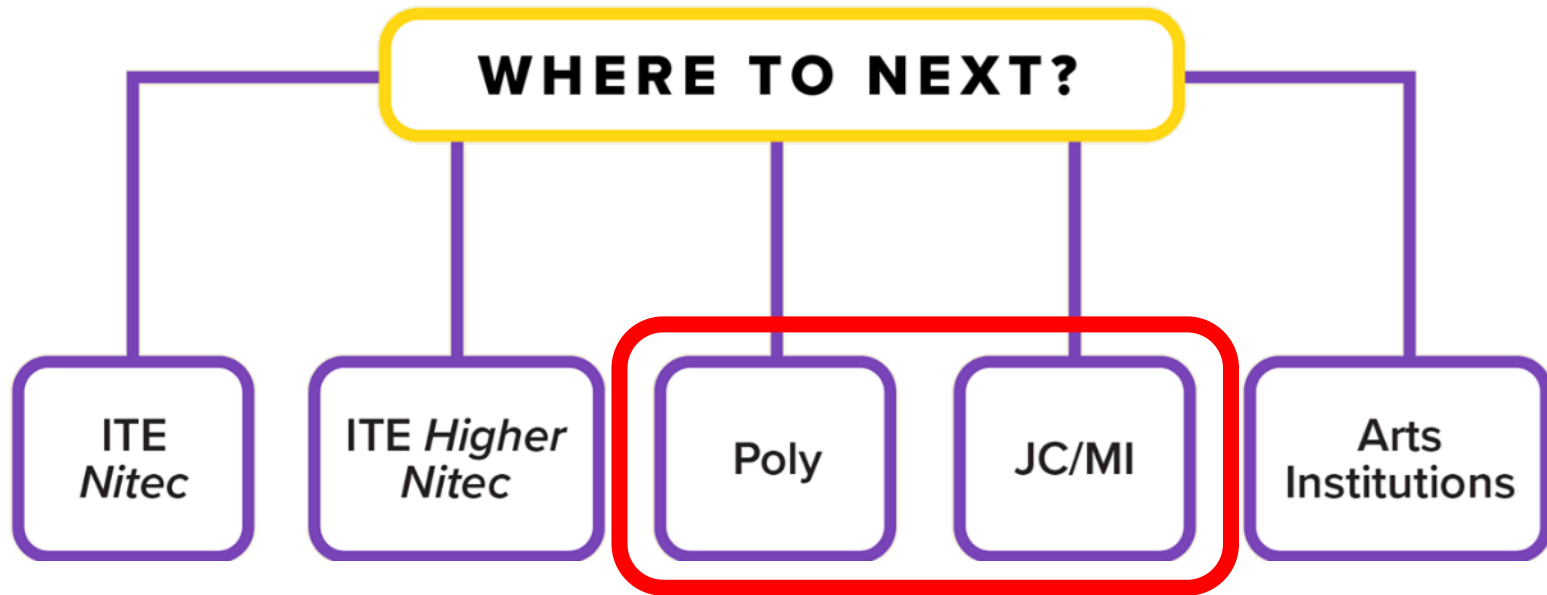 WHERE TO NEXT?
ITE
Nitec
ITE Higher
Nitec
Poly
JC/MI
Arts
Institutions